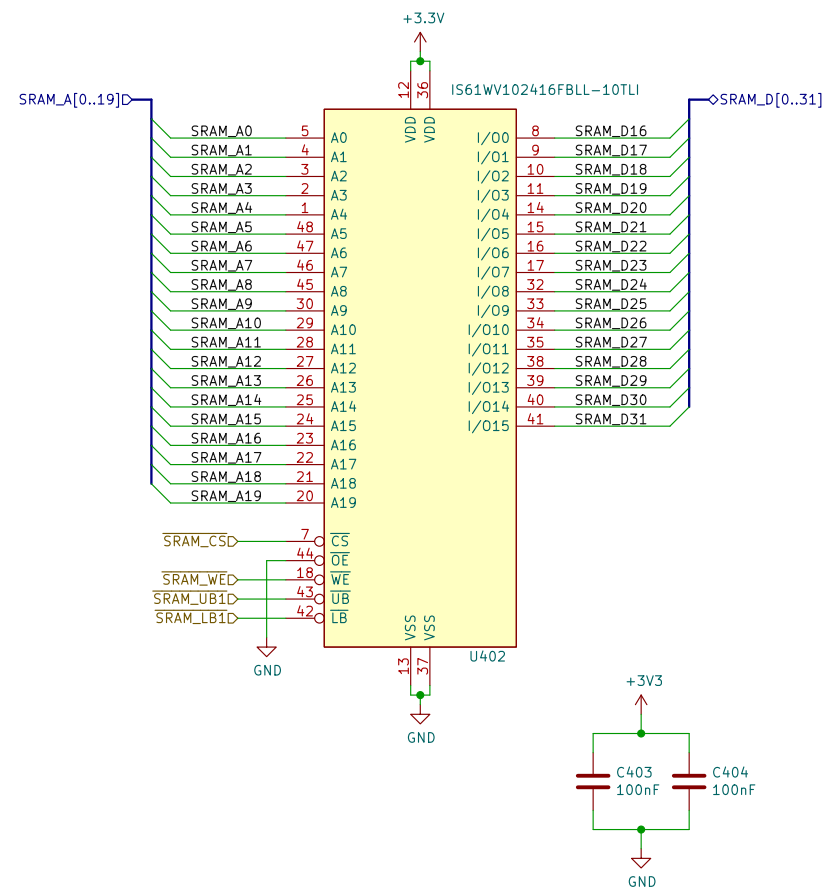 +3.3V
IS61WV102416FBLL-10TLI
12 36
VDD VDD
SRAM_A[0..19] SRAM_D[0..31]
SRAM_A0 5 A0 I/O0 8 SRAM_D16
SRAM_A1 4 A1 I/O1 9 SRAM_D17
SRAM_A2 3 A2 I/O2 10 SRAM_D18
SRAM_A3 2 A3 I/O3 11 SRAM_D19
SRAM_A4 1 A4 I/O4 14 SRAM_D20
SRAM_A5 48 A5 I/O5 15 SRAM_D21
SRAM_A6 47 A6 I/O6 16 SRAM_D22
SRAM_A7 46 A7 I/O7 17 SRAM_D23
SRAM_A8 45 A8 I/O8 32 SRAM_D24
SRAM_A9 30 A9 I/O9 33 SRAM_D25
SRAM_A10 29 A10 I/O10 34 SRAM_D26
SRAM_A11 28 A11 I/O11 35 SRAM_D27
SRAM_A12 27 A12 I/O12 38 SRAM_D28
SRAM_A13 26 A13 I/O13 39 SRAM_D29
SRAM_A14 25 A14 I/O14 40 SRAM_D30
SRAM_A15 24 A15 I/O15 41 SRAM_D31
SRAM_A16 23 A16
SRAM_A17 22 A17
SRAM_A18 21 A18
SRAM_A19 20 A19
SRAM_CS 7 CS
44 OE
SRAM_WE 18 WE
SRAM_UB1 43 UB
SRAM_LB1 42 LB
VSS VSS
13 37
U402
GND
GND
+3V3
C403 C404
100nF 100nF
GND